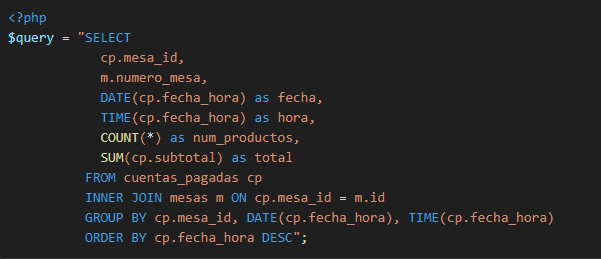 <?php
$query = "SELECT
            cp.mesa_id,
            m.numero_mesa,
            DATE(cp.fecha_hora) as fecha,
            TIME(cp.fecha_hora) as hora,
            COUNT(*) as num_productos,
            SUM(cp.subtotal) as total
          FROM cuentas_pagadas cp
          INNER JOIN mesas m ON cp.mesa_id = m.id
          GROUP BY cp.mesa_id, DATE(cp.fecha_hora), TIME(cp.fecha_hora)
          ORDER BY cp.fecha_hora DESC";